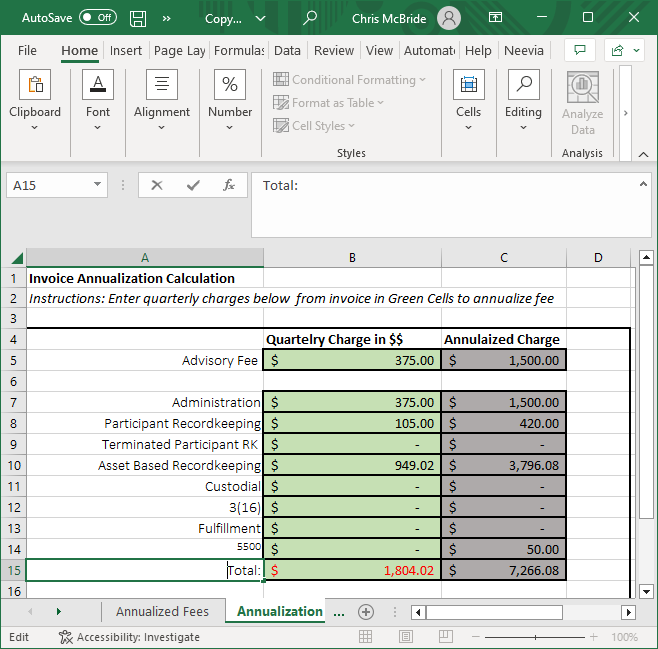 AutoSave Off » Copy... Chris McBride
File Home Insert Page Lay Formulas Data Review View Automat Help Neevia
Clipboard Font Alignment % Number Conditional Formatting Cells Editing Analyze Data
Format as Table
Cell Styles
Styles Analysis
A15 fx Total:
A B C D
1 Invoice Annualization Calculation
2 Instructions: Enter quarterly charges below from invoice in Green Cells to annualize fee
3
4 Quartelry Charge in $$ Annulaized Charge
5 Advisory Fee $ 375.00 $ 1,500.00
6
7 Administration $ 375.00 $ 1,500.00
8 Participant Recordkeeping $ 105.00 $ 420.00
9 Terminated Participant RK $ - $ -
10 Asset Based Recordkeeping $ 949.02 $ 3,796.08
11 Custodial $ - $ -
12 3(16) $ - $ -
13 Fulfillment $ - $ -
14 5500 $ - $ 50.00
15 Total: $ 1,804.02 $ 7,266.08
16
Annualized Fees Annualization ...
Edit Accessibility: Investigate 100%